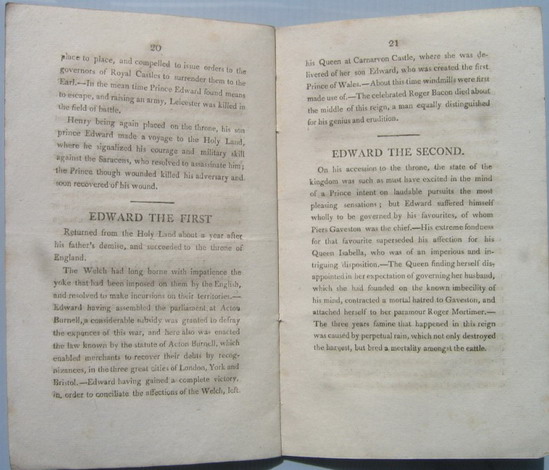 20
place to place, and compelled to issue orders to the
governors of Royal Castles to surrender them to the
Earl.—In the mean time Prince Edward found means
to escape, and raising an army, Leicester was killed in
the field of battle.
Henry being again placed on the throne, his son
prince Edward made a voyage to the Holy Land,
where he signalized his courage and military skill
against the Saracens, who resolved to assassinate him;
the Prince though wounded killed his adversary and
soon recovered of his wound.
EDWARD THE FIRST
Returned from the Holy Land about a year after
his father's demise, and succeeded to the throne of
England.
The Welch had long borne with impatience the
yoke that had been imposed on them by the English,
and resolved to make incursions on their territories.—
Edward having assembled the parliament at Acton
Burnell, a considerable subsidy was granted to defray
the expances of this war, and here also was enacted
the law known by the statute of Acton Burnell, which
enabled merchants to recover their debts by recog-
nizances, in the three great cities of London, York and
Bristol.—Edward having gained a complete victory,
in order to conciliate the affections of the Welch, left
21
his Queen at Carnarvon Castle, where she was de-
livered of her son Edward, who was created the first
Prince of Wales.—About this time windmills were first
made use of.—The celebrated Roger Bacon died about
the middle of this reign, a man equally distinguished
for his genius and erudition.
EDWARD THE SECOND.
On his accession to the throne, the state of the
kingdom was such as must have excited in the mind
of a Prince intent on laudable pursuits the most
pleasing sensations; but Edward suffered himself
wholly to be governed by his favourites, of whom
Piers Gaveston was the chief.—His extreme fondness
for that favourite superseded his affection for his
Queen Isabella, who was of an imperious and in-
triguing disposition.—The Queen finding herself dis-
appointed in her expectation of governing her husband,
which she had founded on the known imbecility of
his mind, contracted a mortal hatred to Gaveston, and
attached herself to her paramour Roger Mortimer.—
The three years famine that happened in this reign
was caused by perpetual rain, which not only destroyed
the harvest, but bred a mortality amongst the cattle.